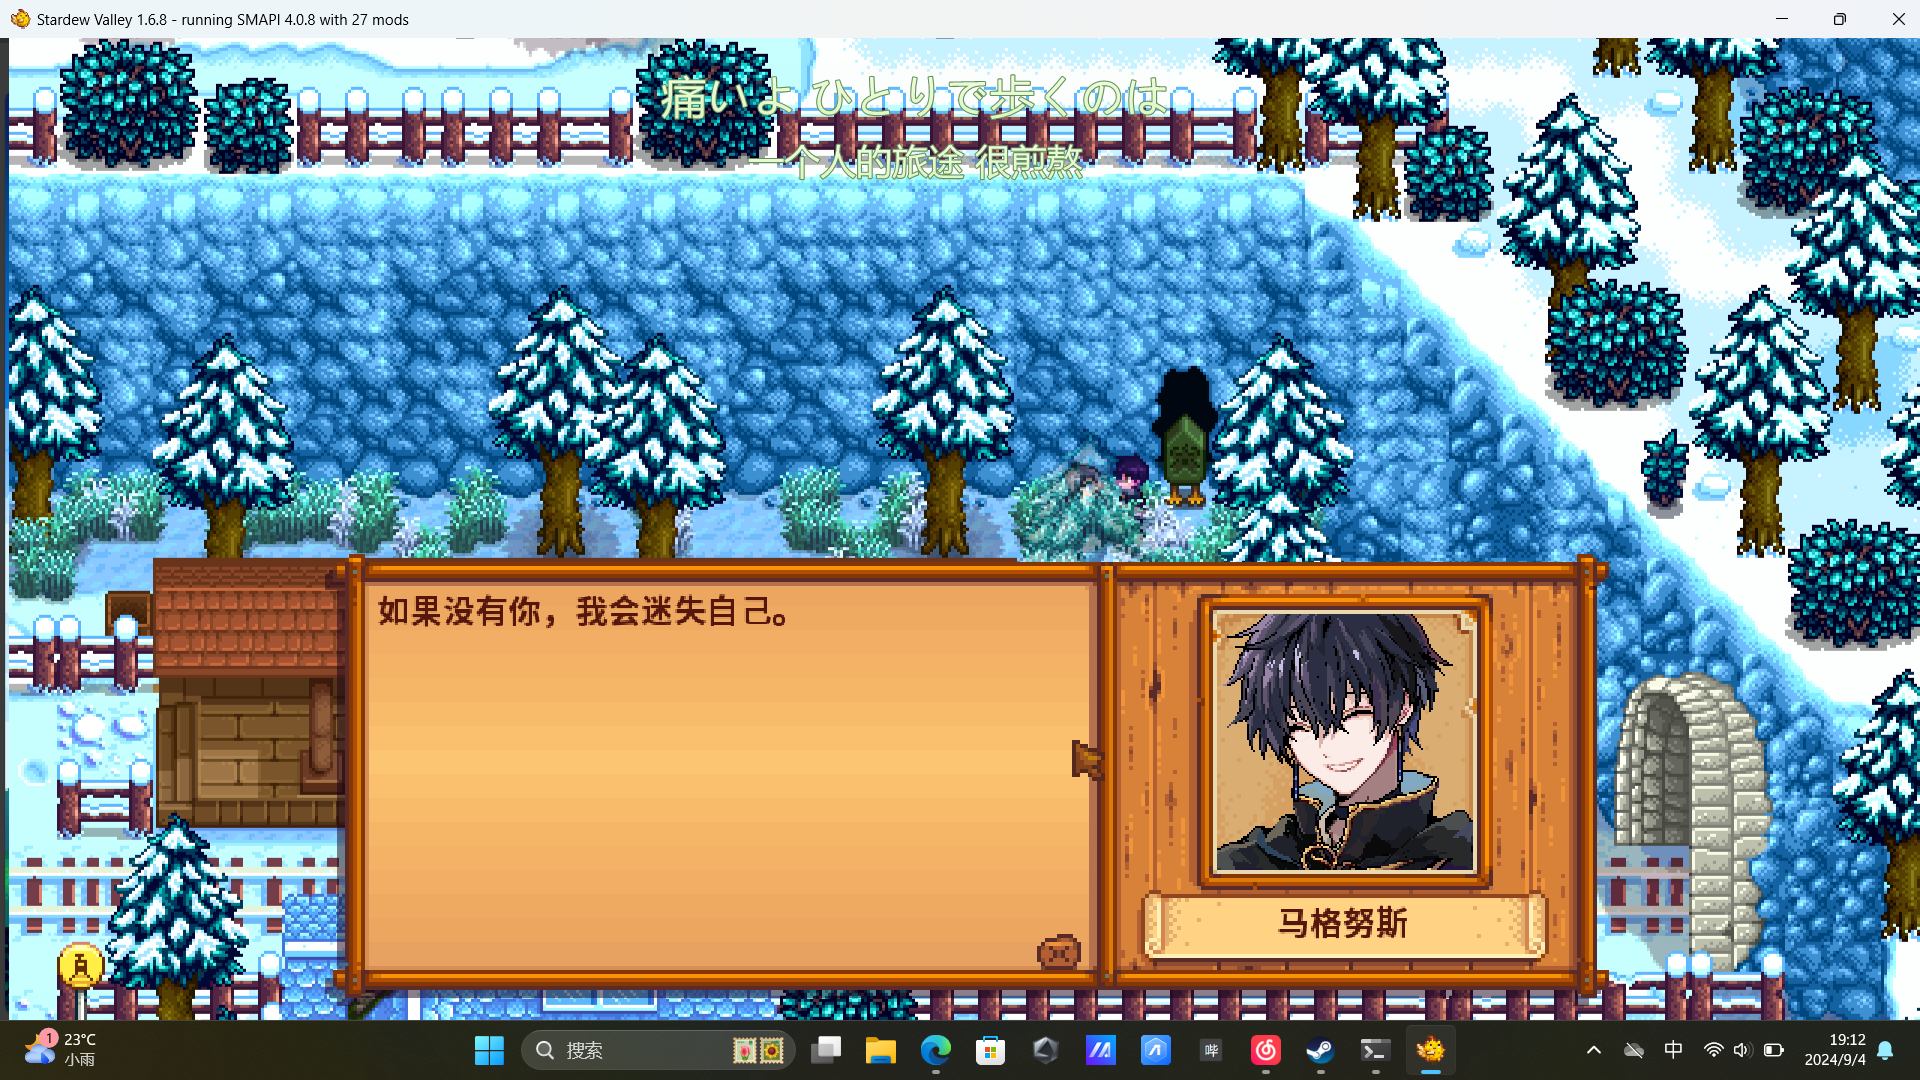 Stardew Valley 1.6.8 - running SMAPI 4.0.8 with 27 mods
痛いよ ひとりで歩くのは
一个人的旅途 很煎熬
如果没有你，我会迷失自己。
马格努斯
1
23°C
小雨
搜索
哔
中
19:12
2024/9/4